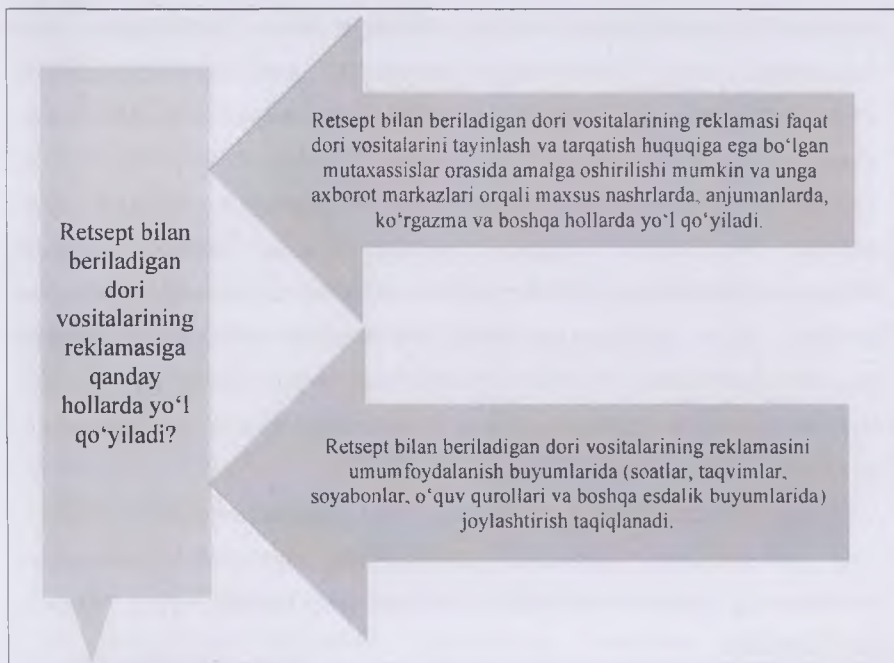 Retsept bilan
beriladigan
dori
vositalarining
reklamasiga
qanday
hollarda yo‘l
qo‘yiladi?
Retsept bilan beriladigan dori vositalarining reklamasi faqat
dori vositalarini tayinlash va tarqatish huquqiga ega bo‘lgan
mutaxassislar orasida amalga oshirilishi mumkin va unga
axborot markazlari orqali maxsus nashrlarda, anjumanlarda,
ko‘rgazma va boshqa hollarda yo‘l qo‘yiladi.
Retsept bilan beriladigan dori vositalarining reklamasini
umumfoydalanish buyumlarida (soatlar, taqvimlar,
soyabonlar, o‘quv qurollari va boshqa esdalik buyumlarida)
joylashtirish taqiqlanadi.